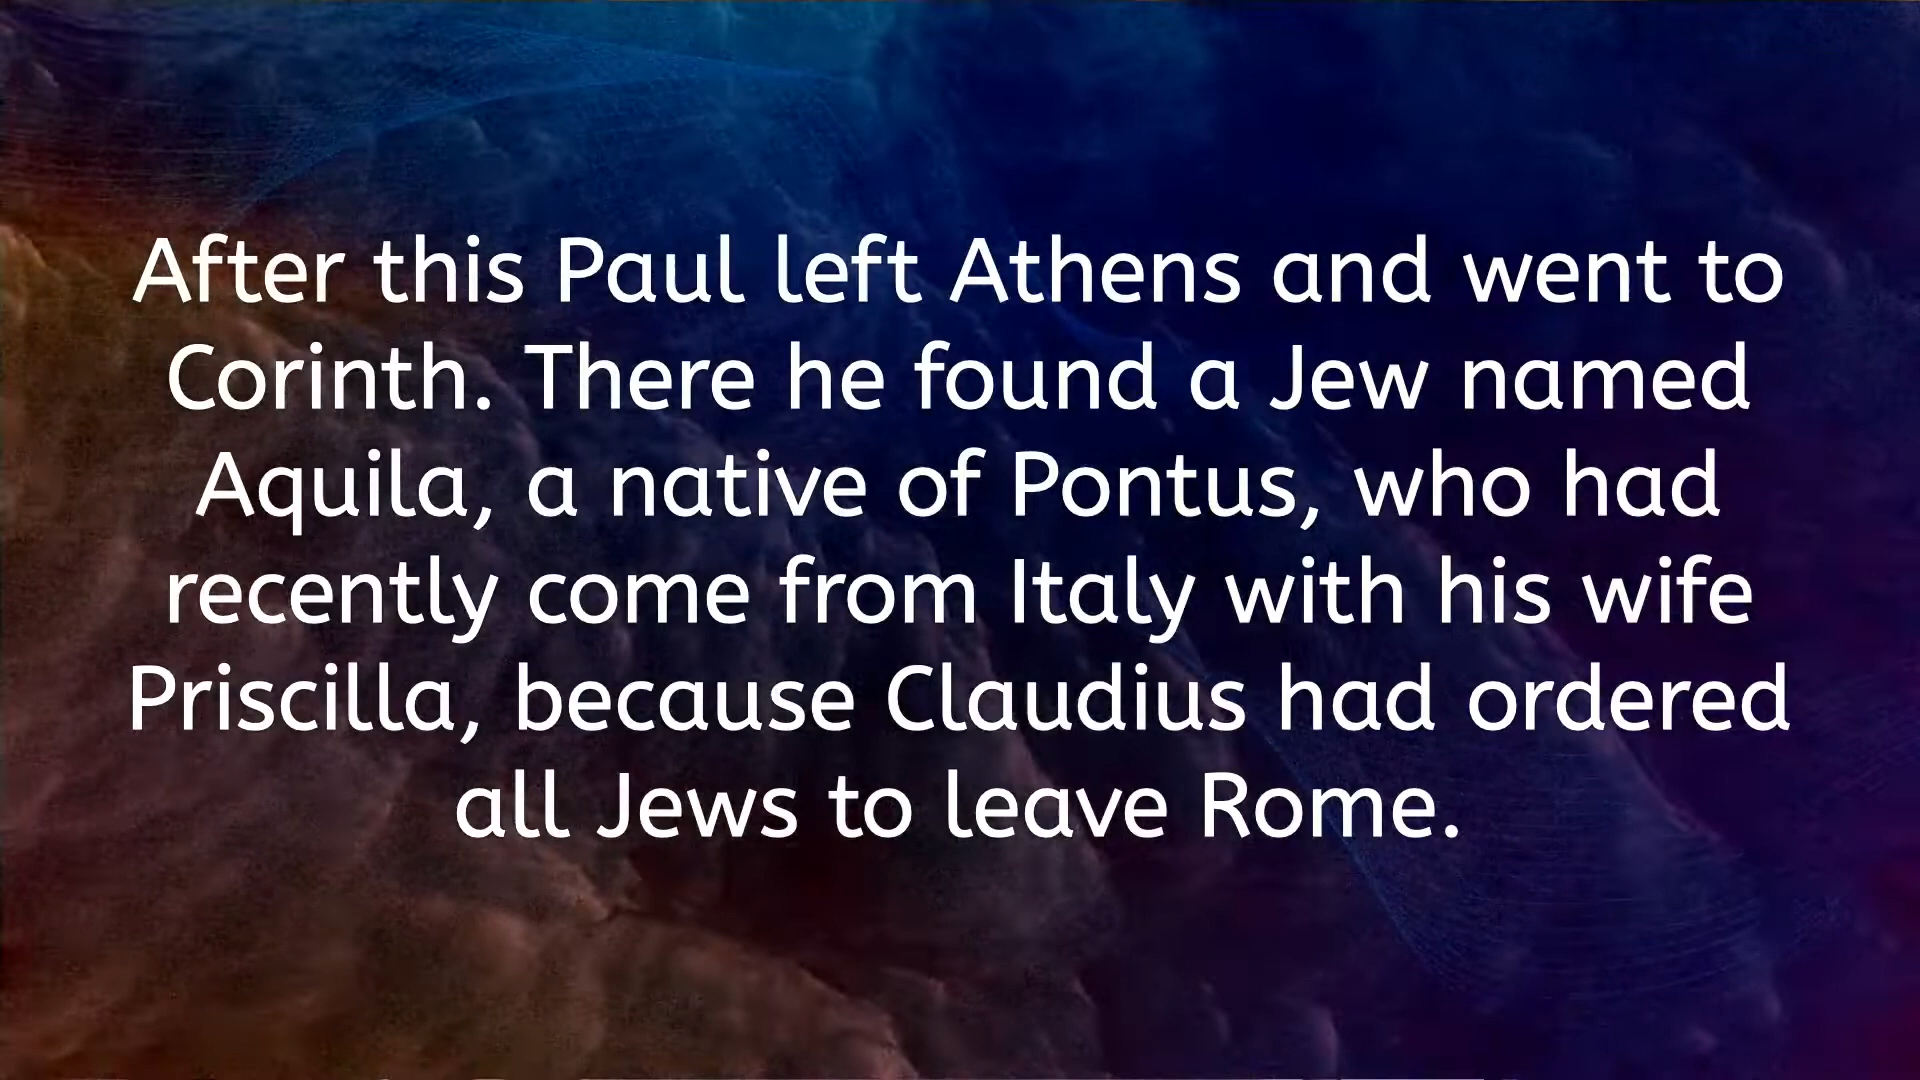 After this Paul left Athens and went to
Corinth. There he found a Jew named
Aquila, a native of Pontus, who had
recently come from Italy with his wife
Priscilla, because Claudius had ordered
all Jews to leave Rome.